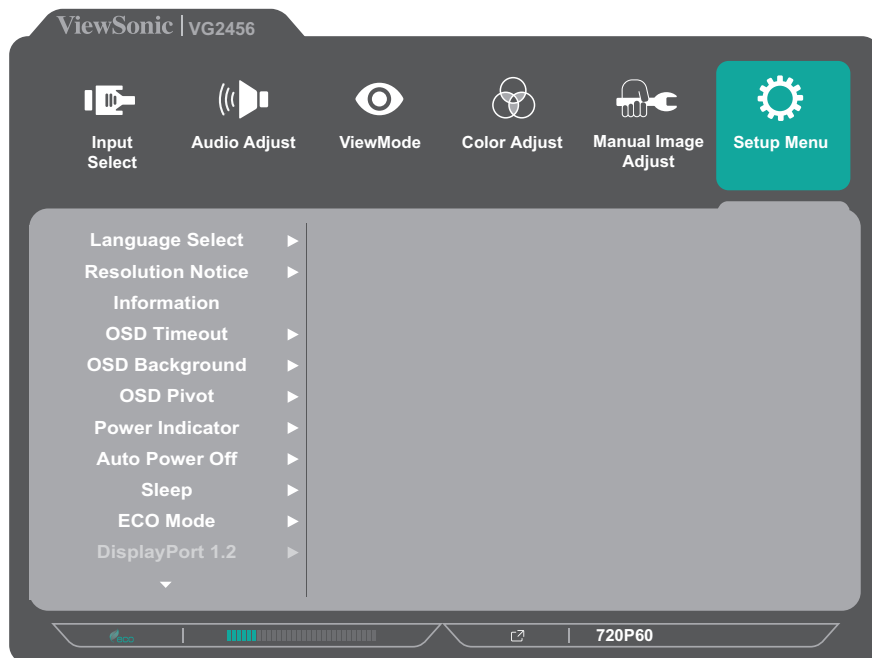 ViewSonic | VG2456
Input
Select
Audio Adjust
ViewMode
Color Adjust
Manual Image
Adjust
Setup Menu
Language Select
Resolution Notice
Information
OSD Timeout
OSD Background
OSD Pivot
Power Indicator
Auto Power Off
Sleep
ECO Mode
DisplayPort 1.2
eco
720P60